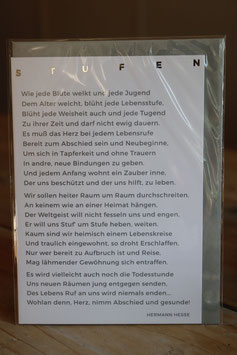 STUFEN
Wie jede Blüte welkt und jede Jugend
Dem Alter weicht, blüht jede Lebensstufe,
Blüht jede Weisheit auch und jede Tugend
Zu ihrer Zeit und darf nicht ewig dauern.
Es muß das Herz bei jedem Lebensrufe
Bereit zum Abschied sein und Neubeginne,
Um sich in Tapferkeit und ohne Trauern
In andre, neue Bindungen zu geben.
Und jedem Anfang wohnt ein Zauber inne,
Der uns beschützt und der uns hilft, zu leben.
Wir sollen heiter Raum um Raum durchschreiten,
An keinem wie an einer Heimat hängen,
Der Weltgeist will nicht fesseln uns und engen,
Er will uns Stuf' um Stufe heben, weiten.
Kaum sind wir heimisch einem Lebenskreise
Und traulich eingewohnt, so droht Erschlaffen,
Nur wer bereit zu Aufbruch ist und Reise,
Mag lähmender Gewöhnung sich entraffen.
Es wird vielleicht auch noch die Todesstunde
Uns neuen Räumen jung entgegen senden,
Des Lebens Ruf an uns wird niemals enden...
Wohlan denn, Herz, nimm Abschied und gesunde!
HERMANN HESSE